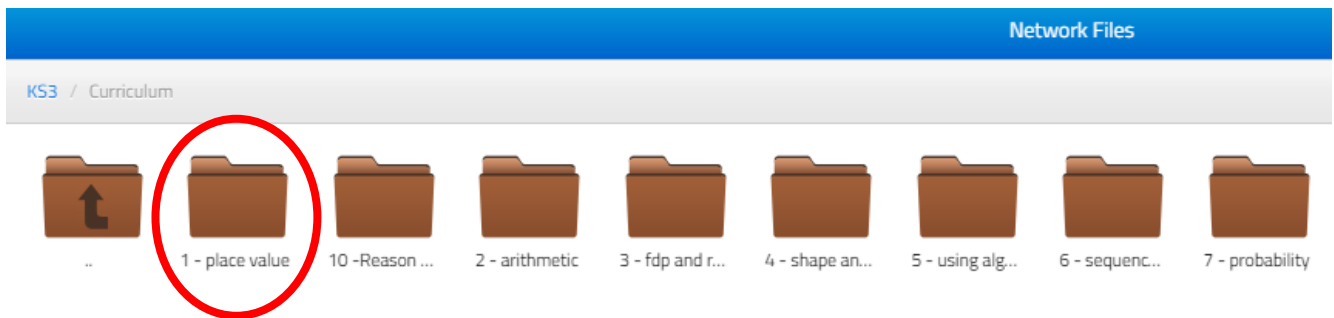 Network Files
KS3 / Curriculum
.. 1 - place value 10 -Reason ... 2 - arithmetic 3 - fdp and r... 4 - shape an... 5 - using alg... 6 - sequenc... 7 - probability